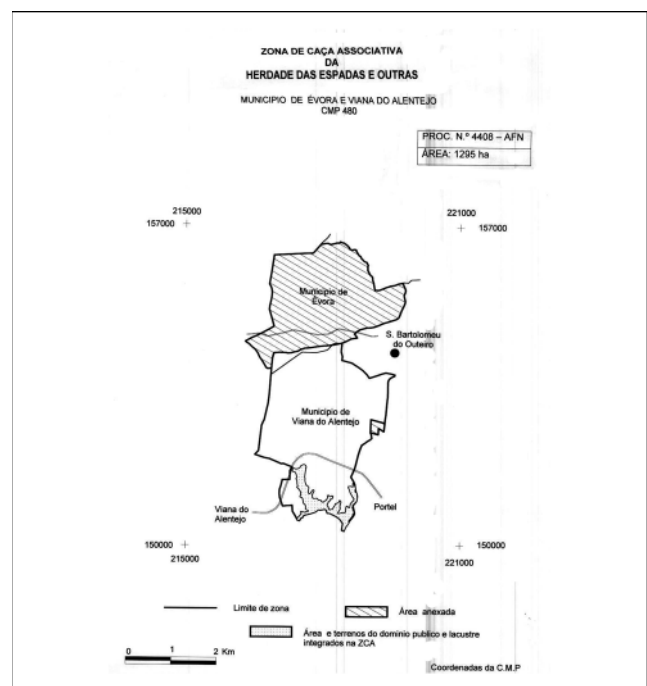 ZONA DE CAÇA ASSOCIATIVA
DA
HERDADE DAS ESPADAS E OUTRAS
MUNICIPIO DE ÉVORA E VIANA DO ALENTEJO
CMP 480
PROC. N.º 4408 – AFN
ÁREA: 1295 ha
215000
157000
221000
157000
Município de
Évora
S. Bartolomeu
do Outeiro
Município de
Viana do Alentejo
Viana do
Alentejo
Portel
150000
215000
150000
221000
Limite de zona
Área anexada
Área e terrenos do dominio publico e lacustre
integrados na ZCA
0 1 2 Km
Coordenadas da C.M.P